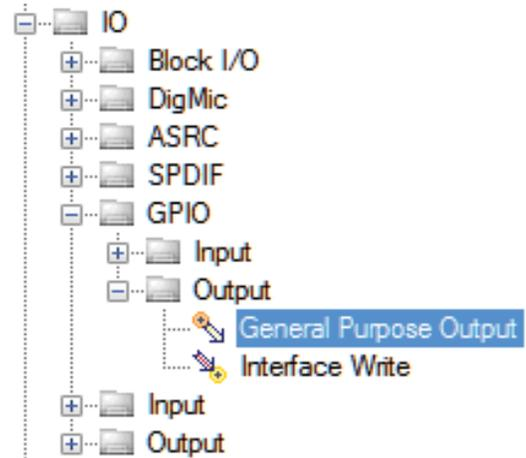 IO
Block I/O
DigMic
ASRC
SPDIF
GPIO
Input
Output
General Purpose Output
Interface Write
Input
Output